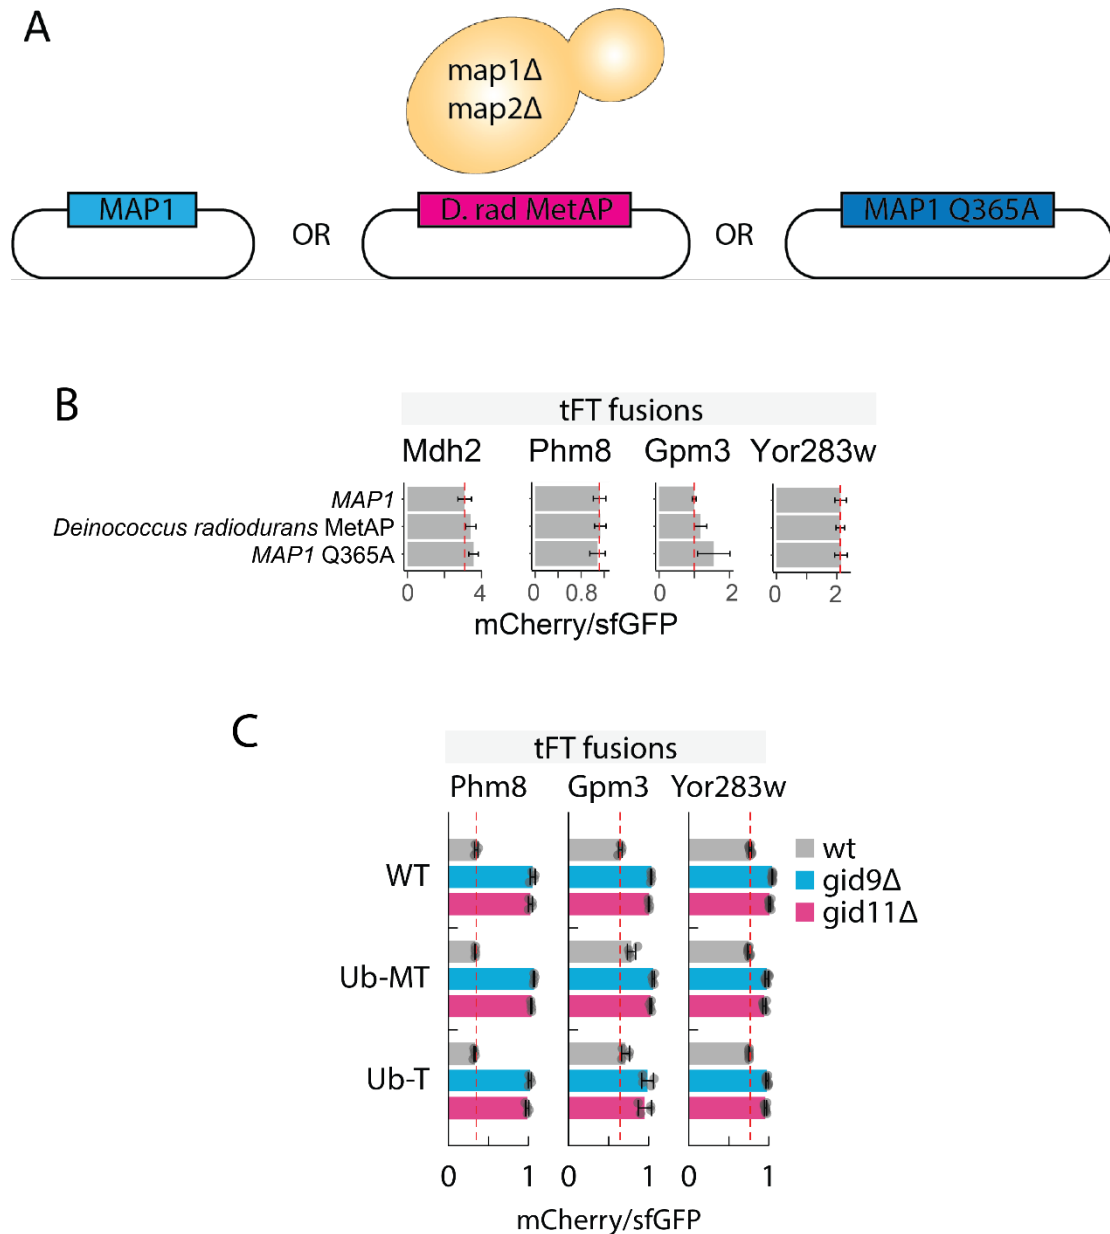 A
map1Δ
map2Δ
MAP1 OR D. rad MetAP OR MAP1 Q365A
B
tFT fusions
Mdh2 Phm8 Gpm3 Yor283w
MAP1
Deinococcus radiodurans MetAP
MAP1 Q365A
0 4 0 0.8 0 2 0 2
mCherry/sfGFP
C
tFT fusions
Phm8 Gpm3 Yor283w
wt
WT gid9Δ
gid11Δ
Ub-MT
Ub-T
0 1 0 1 0 1
mCherry/sfGFP